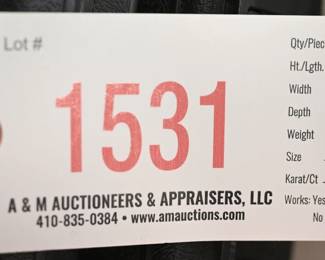 Lot #
1531
A & M AUCTIONEERS & APPRAISERS, LLC
410-835-0384 • www.amauctions.com
Qty/Piec
Ht./Lgth.
Width
Depth
Weight
Size
Karat/Ct
Works: Yes
No